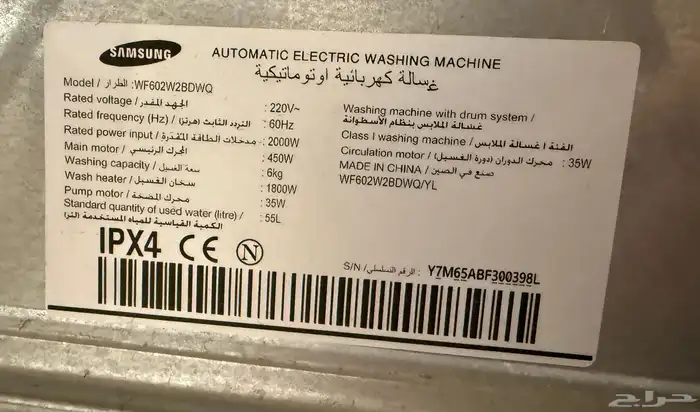 SAMSUNG
AUTOMATIC ELECTRIC WASHING MACHINE
غسالة كهربائية اوتوماتيكية
Model / الطراز :WF602W2BDWQ
Rated voltage / الجهد المقدر : 220V~
Rated frequency (Hz) / التردد الثابت (هرتز) : 60Hz
Rated power input / مدخلات الطاقة المقدرة : 2000W
Main motor / المحرك الرئيسي : 450W
Washing capacity / سعة الغسيل : 6kg
Wash heater / سخان الغسيل : 1800W
Pump motor / محرك المضخة : 35W
Standard quantity of used water (litre) / : 55L
الكمية القياسية للمياه المستخدمة (لتر)
Washing machine with drum system /
غسالة الملابس بنظام الأسطوانة
Class I washing machine / الفئة ا غسالة الملابس
Circulation motor / محرك الدوران (دورة الغسيل) : 35W
MADE IN CHINA / صنع في الصين
WF602W2BDWQ/YL
IPX4 CE N
S/N / الرقم التسلسلي : Y7M65ABF300398L
حراج